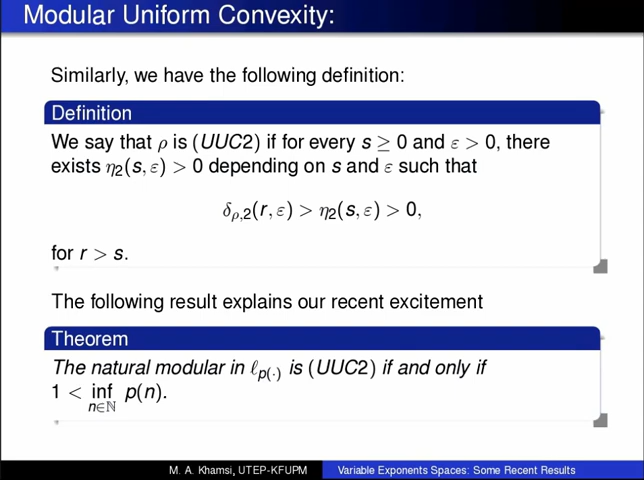 Modular Uniform Convexity:
Similarly, we have the following definition:
Definition
We say that ρ is (UUC2) if for every s ≥ 0 and ε > 0, there
exists η₂(s, ε) > 0 depending on s and ε such that
δρ,₂(r, ε) > η₂(s, ε) > 0,
for r > s.
The following result explains our recent excitement
Theorem
The natural modular in ℓp(·) is (UUC2) if and only if
1 < inf p(n).
n∈ℕ
M. A. Khamsi, UTEP-KFUPM Variable Exponents Spaces: Some Recent Results